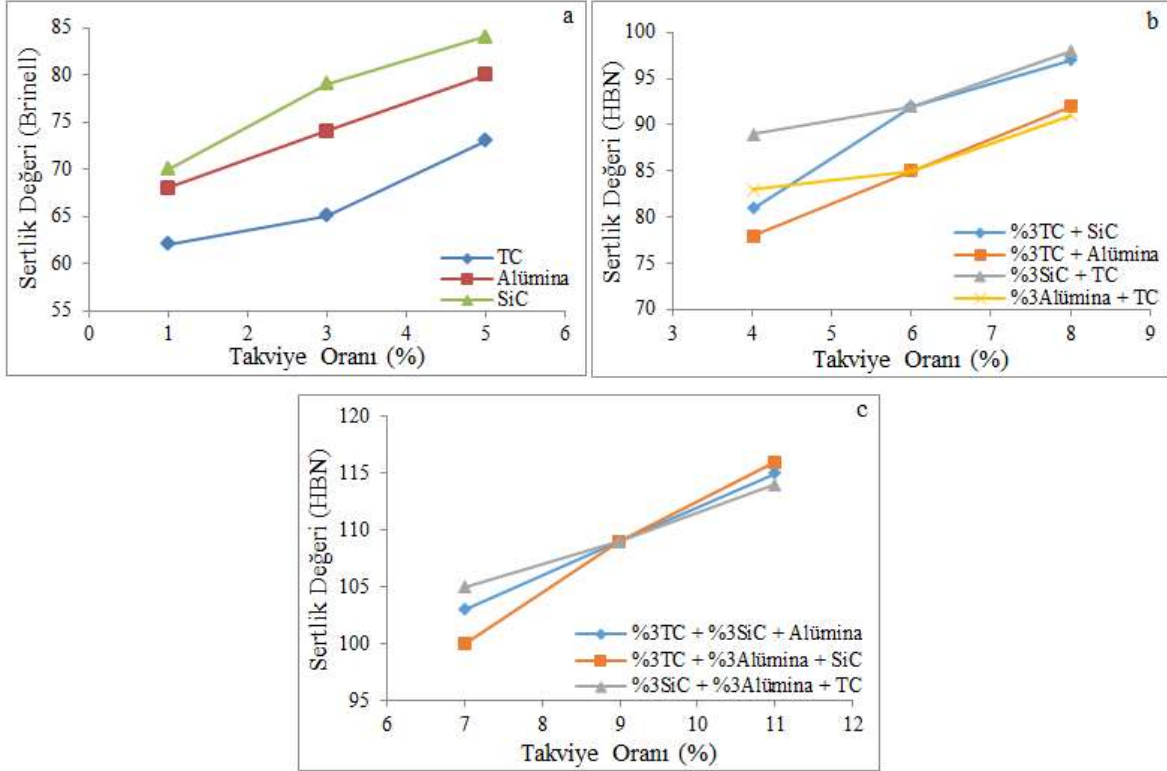 a
Sertlik Değeri (Brinell)
85
80
75
70
65
60
55
0 1 2 3 4 5 6
Takviye Oranı (%)
TC
Alümina
SiC
b
Sertlik Değeri (HBN)
100
95
90
85
80
75
70
3 4 5 6 7 8 9
Takviye Oranı (%)
%3TC + SiC
%3TC + Alümina
%3SiC + TC
%3Alümina + TC
c
Sertlik Değeri (HBN)
120
115
110
105
100
95
6 7 8 9 10 11 12
Takviye Oranı (%)
%3TC + %3SiC + Alümina
%3TC + %3Alümina + SiC
%3SiC + %3Alümina + TC